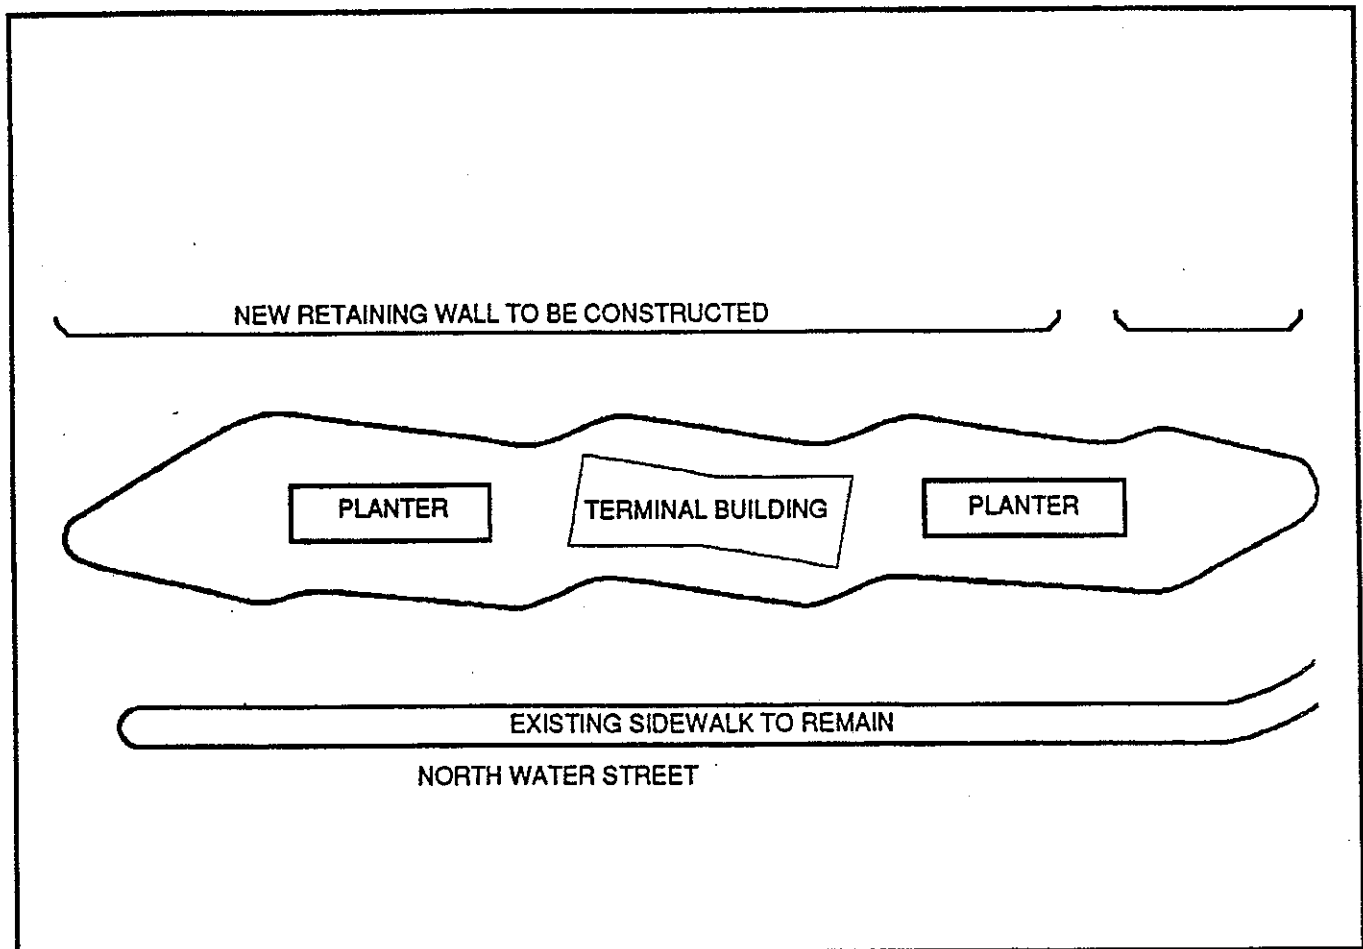 NEW RETAINING WALL TO BE CONSTRUCTED
PLANTER
TERMINAL BUILDING
PLANTER
EXISTING SIDEWALK TO REMAIN
NORTH WATER STREET